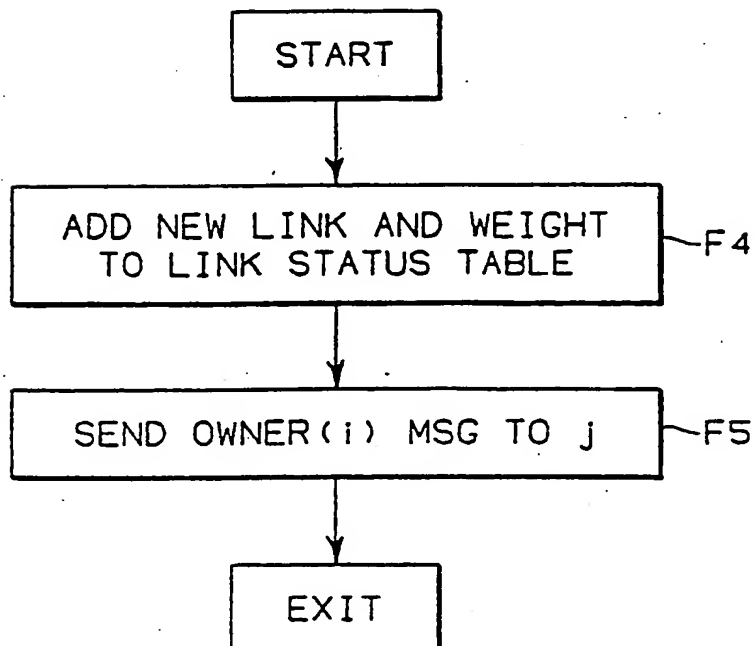 START
ADD NEW LINK AND WEIGHT
TO LINK STATUS TABLE
F4
SEND OWNER(i) MSG TO j
F5
EXIT